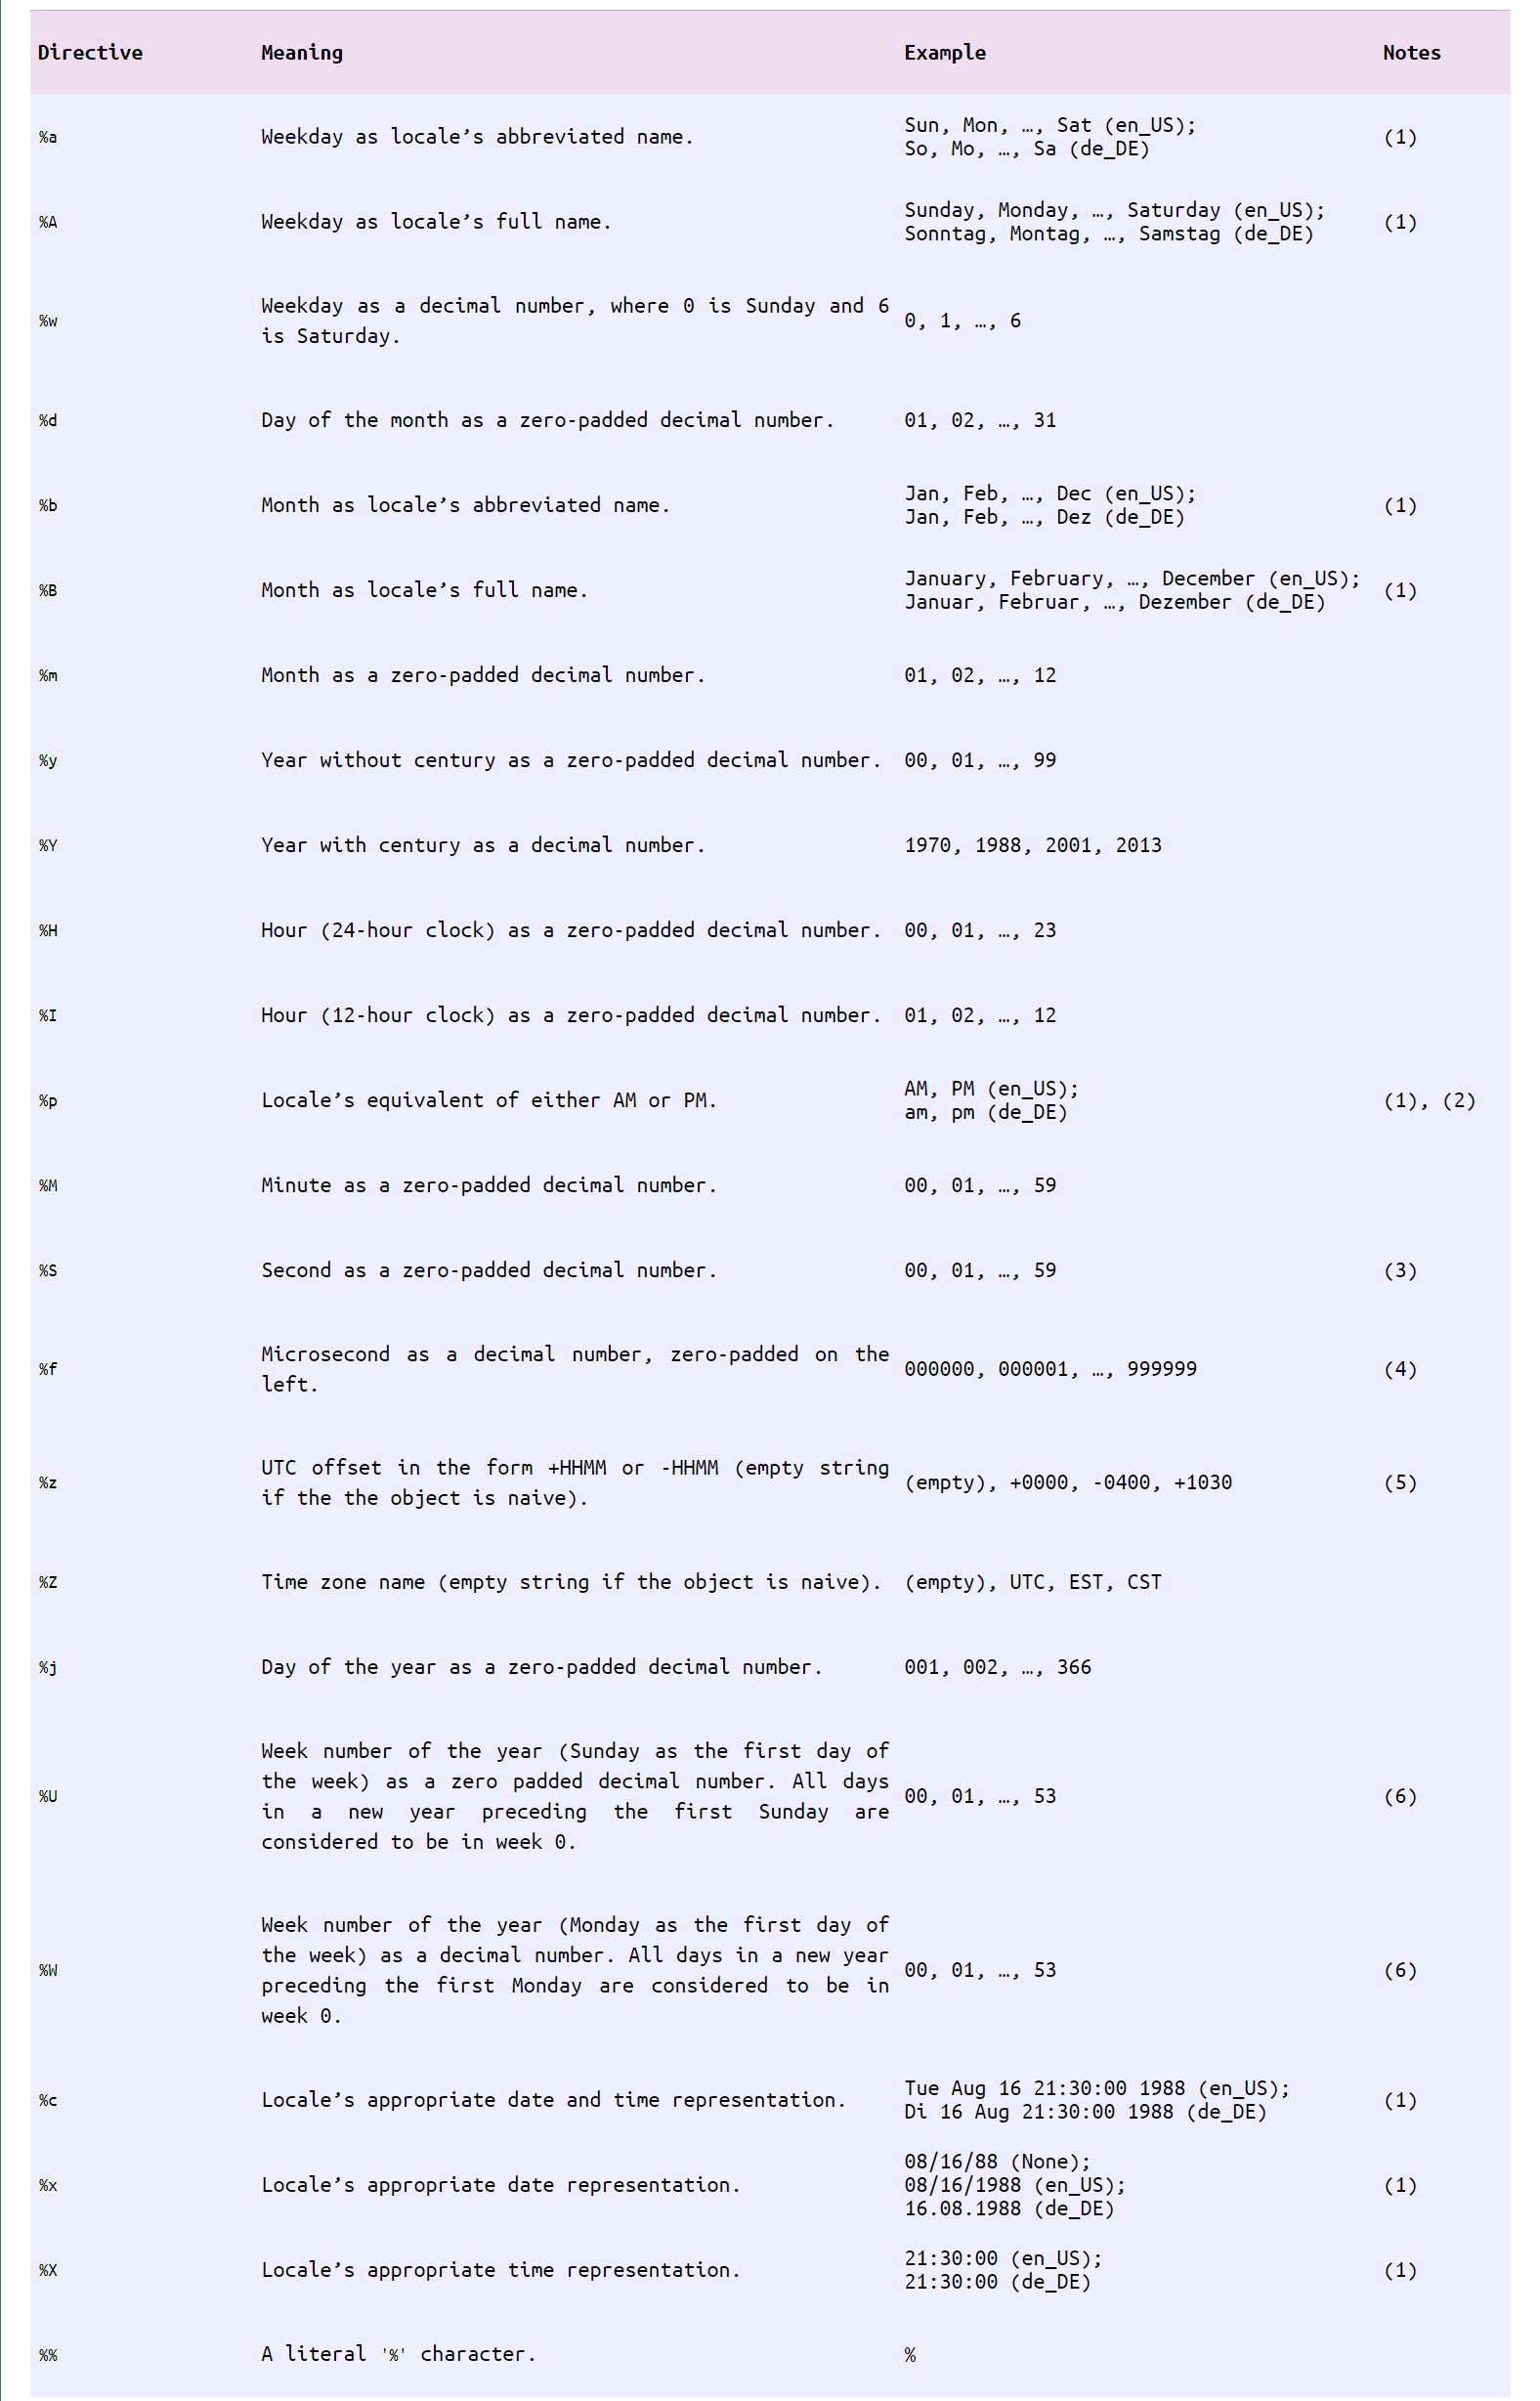 Directive Meaning Example Notes
%a Weekday as locale’s abbreviated name. Sun, Mon, …, Sat (en_US);
So, Mo, …, Sa (de_DE) (1)
%A Weekday as locale’s full name. Sunday, Monday, …, Saturday (en_US);
Sonntag, Montag, …, Samstag (de_DE) (1)
%w Weekday as a decimal number, where 0 is Sunday and 6
is Saturday. 0, 1, …, 6
%d Day of the month as a zero-padded decimal number. 01, 02, …, 31
%b Month as locale’s abbreviated name. Jan, Feb, …, Dec (en_US);
Jan, Feb, …, Dez (de_DE) (1)
%B Month as locale’s full name. January, February, …, December (en_US);
Januar, Februar, …, Dezember (de_DE) (1)
%m Month as a zero-padded decimal number. 01, 02, …, 12
%y Year without century as a zero-padded decimal number. 00, 01, …, 99
%Y Year with century as a decimal number. 1970, 1988, 2001, 2013
%H Hour (24-hour clock) as a zero-padded decimal number. 00, 01, …, 23
%I Hour (12-hour clock) as a zero-padded decimal number. 01, 02, …, 12
%p Locale’s equivalent of either AM or PM. AM, PM (en_US);
am, pm (de_DE) (1), (2)
%M Minute as a zero-padded decimal number. 00, 01, …, 59
%S Second as a zero-padded decimal number. 00, 01, …, 59 (3)
%f Microsecond as a decimal number, zero-padded on the
left. 000000, 000001, …, 999999 (4)
%z UTC offset in the form +HHMM or -HHMM (empty string
if the the object is naive). (empty), +0000, -0400, +1030 (5)
%Z Time zone name (empty string if the object is naive). (empty), UTC, EST, CST
%j Day of the year as a zero-padded decimal number. 001, 002, …, 366
%U Week number of the year (Sunday as the first day of
the week) as a zero padded decimal number. All days
in a new year preceding the first Sunday are
considered to be in week 0. 00, 01, …, 53 (6)
%W Week number of the year (Monday as the first day of
the week) as a decimal number. All days in a new year
preceding the first Monday are considered to be in
week 0. 00, 01, …, 53 (6)
%c Locale’s appropriate date and time representation. Tue Aug 16 21:30:00 1988 (en_US);
Di 16 Aug 21:30:00 1988 (de_DE) (1)
%x Locale’s appropriate date representation. 08/16/88 (None);
08/16/1988 (en_US);
16.08.1988 (de_DE) (1)
%X Locale’s appropriate time representation. 21:30:00 (en_US);
21:30:00 (de_DE) (1)
%% A literal '%' character. %